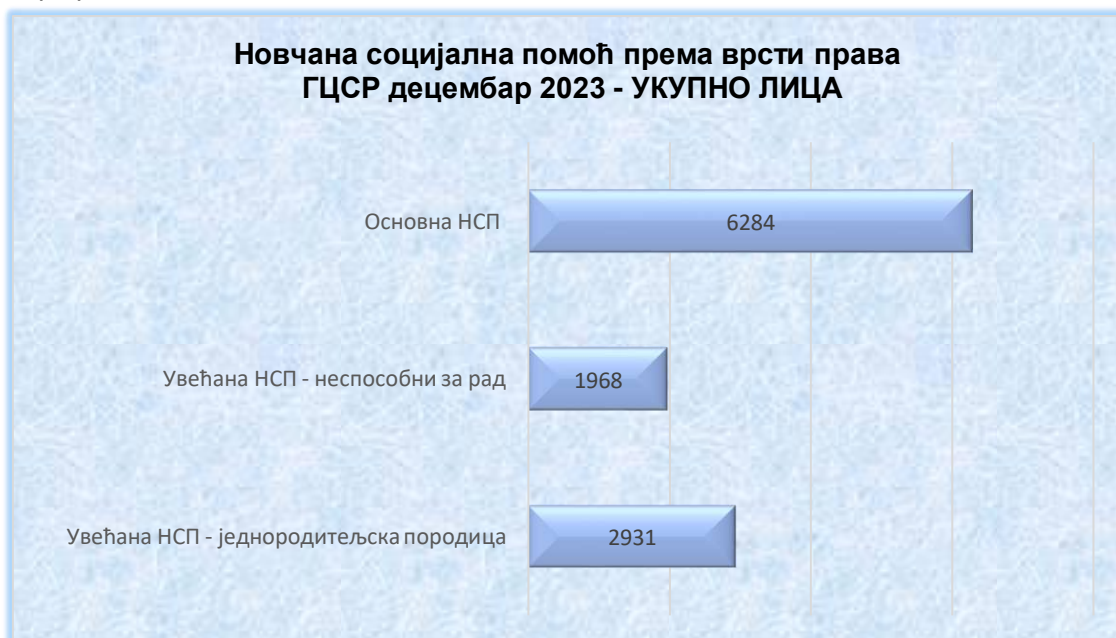 Новчана социјална помоћ према врсти права
ГЦСР децембар 2023 - УКУПНО ЛИЦА
Основна НСП
6284
Увећана НСП - неспособни за рад
1968
Увећана НСП - једнородитељска породица
2931